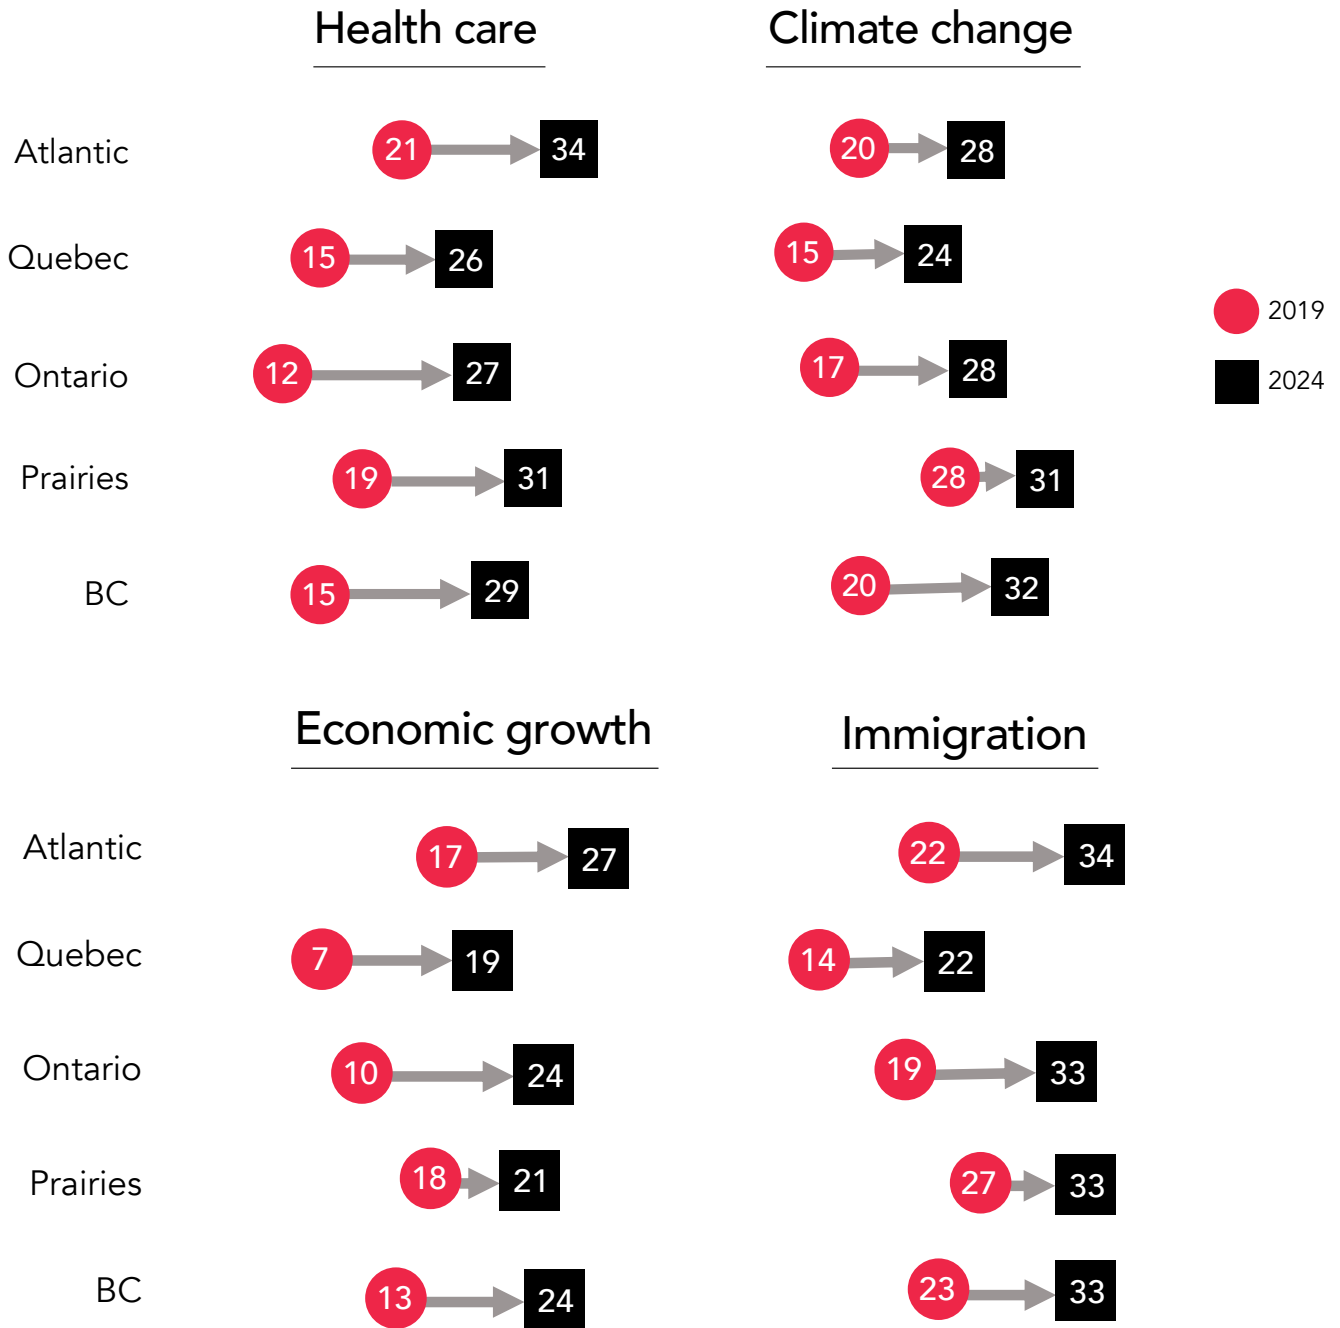 Health care Climate change
Atlantic 21 34 20 28
Quebec 15 26 15 24
2019
Ontario 12 27 17 28
2024
Prairies 19 31 28 31
BC 15 29 20 32
Economic growth Immigration
Atlantic 17 27 22 34
Quebec 7 19 14 22
Ontario 10 24 19 33
Prairies 18 21 27 33
BC 13 24 23 33